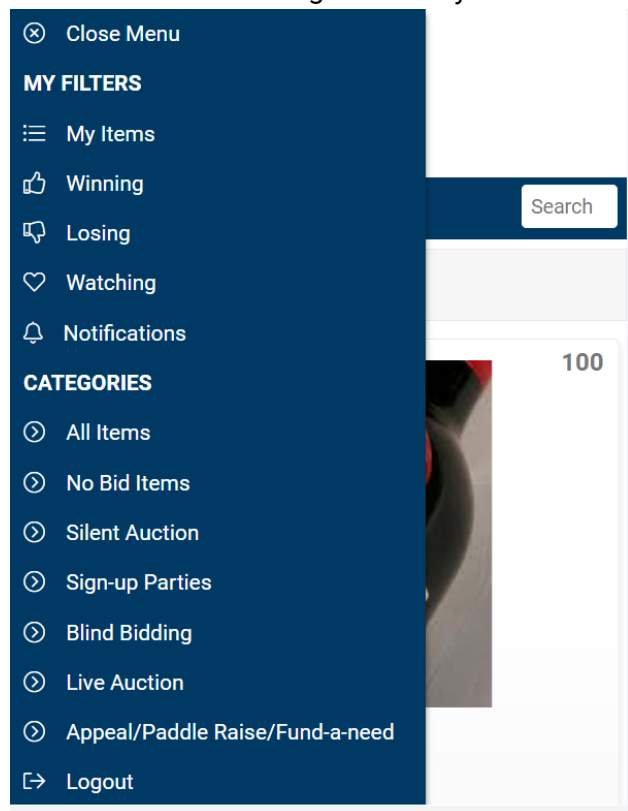 Close Menu
MY FILTERS
My Items
Winning
Losing
Search
Watching
Notifications
100
CATEGORIES
All Items
No Bid Items
Silent Auction
Sign-up Parties
Blind Bidding
Live Auction
Appeal/Paddle Raise/Fund-a-need
Logout